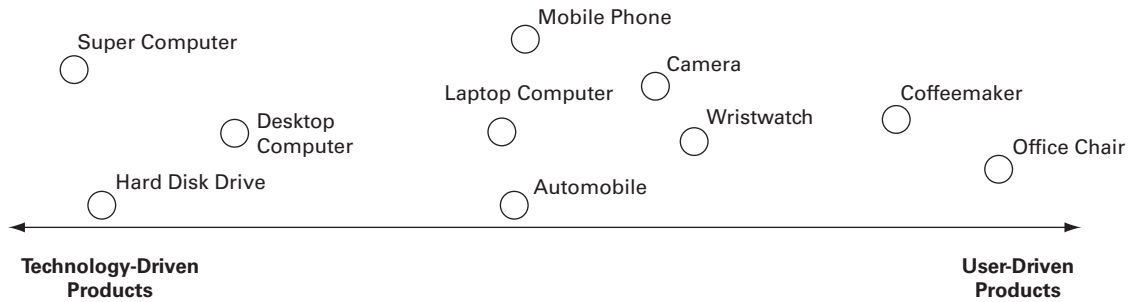 Mobile Phone
Super Computer
Camera
Laptop Computer
Coffeemaker
Desktop
Computer
Wristwatch
Office Chair
Hard Disk Drive
Automobile
Technology-Driven
Products
User-Driven
Products